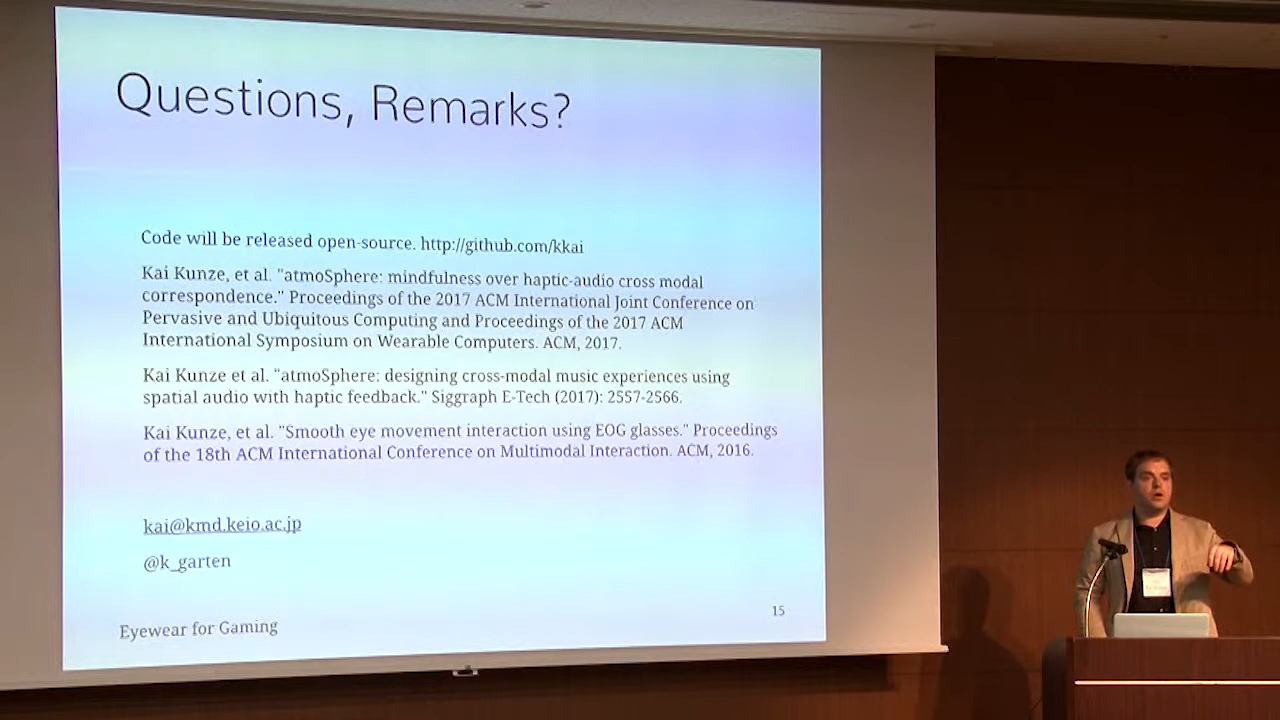 Questions, Remarks?
Code will be released open-source. http://github.com/kkai
Kai Kunze, et al. "atmoSphere: mindfulness over haptic-audio cross modal
correspondence." Proceedings of the 2017 ACM International Joint Conference on
Pervasive and Ubiquitous Computing and Proceedings of the 2017 ACM
International Symposium on Wearable Computers. ACM, 2017.
Kai Kunze et al. "atmoSphere: designing cross-modal music experiences using
spatial audio with haptic feedback." Siggraph E-Tech (2017): 2557-2566.
Kai Kunze, et al. "Smooth eye movement interaction using EOG glasses." Proceedings
of the 18th ACM International Conference on Multimodal Interaction. ACM, 2016.
kai@kmd.keio.ac.jp
@k_garten
Eyewear for Gaming
15